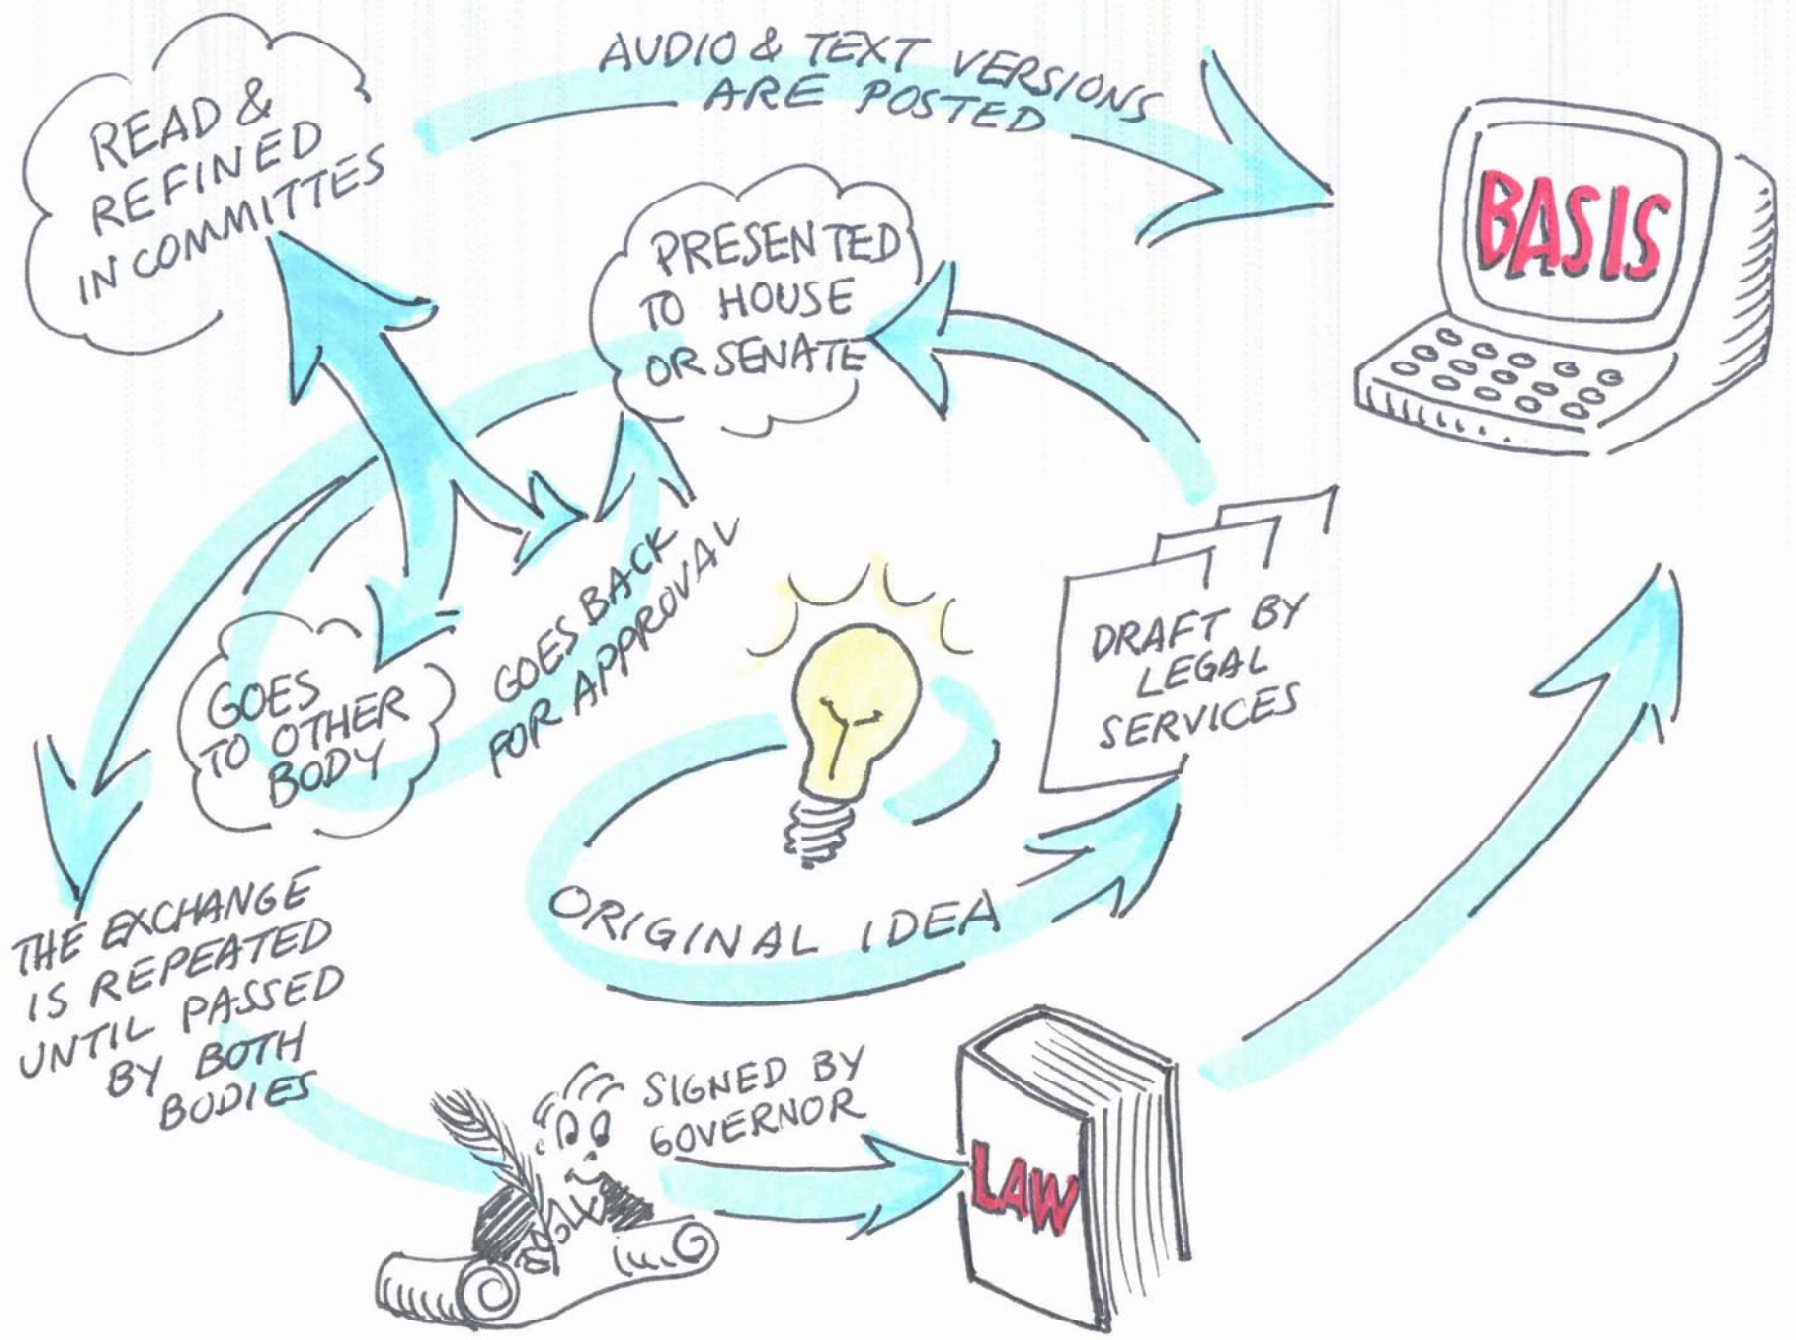 AUDIO & TEXT VERSIONS
ARE POSTED
READ &
REFINED
IN COMMITTES
BASIS
PRESENTED
TO HOUSE
OR SENATE
DRAFT BY
LEGAL
SERVICES
GOES BACK
FOR APPROVAL
GOES
TO OTHER
BODY
ORIGINAL IDEA
THE EXCHANGE
IS REPEATED
UNTIL PASSED
BY BOTH
BODIES
SIGNED BY
GOVERNOR
LAW